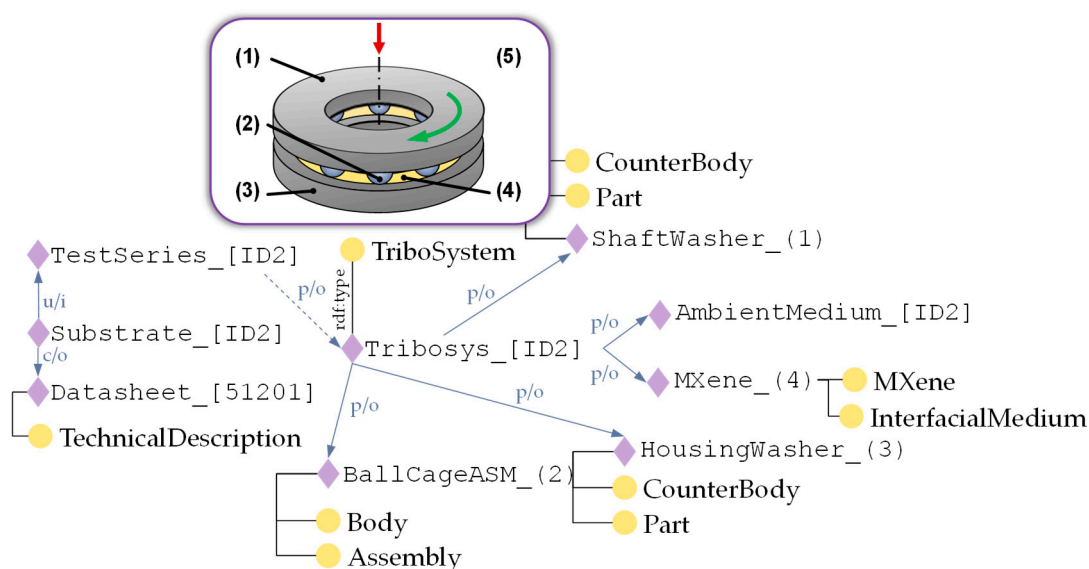 (1)
(5)
(2)
(3)
(4)
CounterBody
Part
ShaftWasher_(1)
TestSeries_[ID2]
TriboSystem
p/o
p/o
rdf:type
u/i
Substrate_[ID2]
c/o
Tribosys_[ID2]
AmbientMedium_[ID2]
p/o
p/o
MXene_(4)
MXene
InterfacialMedium
Datasheet_[51201]
TechnicalDescription
p/o
p/o
BallCageASM_(2)
Body
Assembly
HousingWasher_(3)
CounterBody
Part